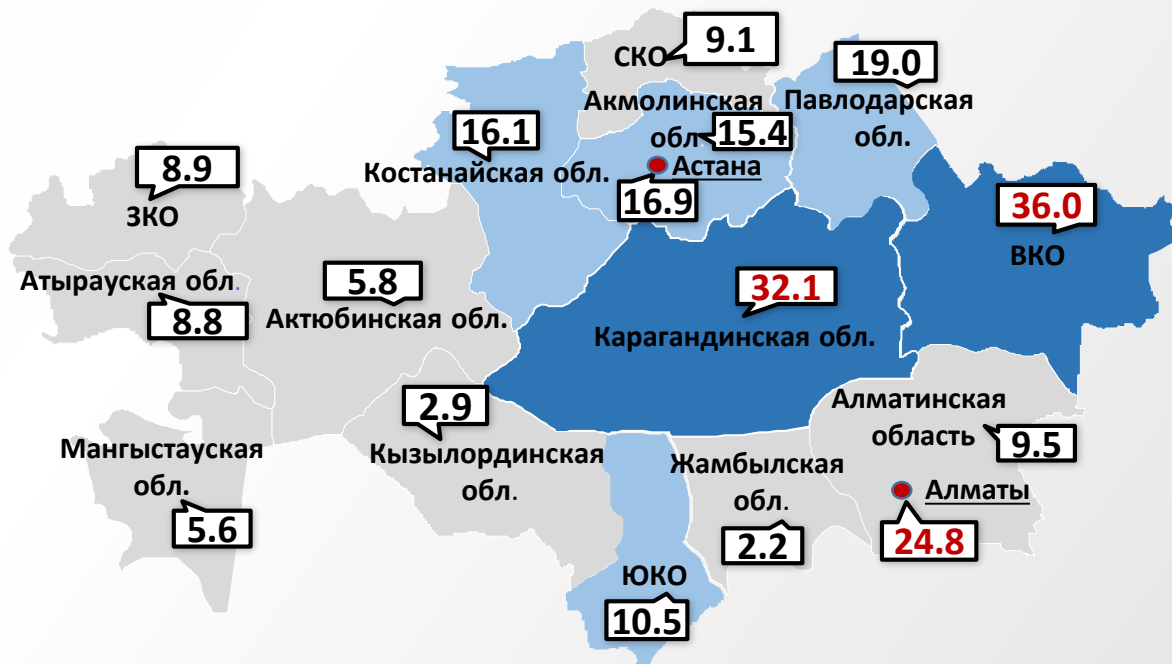 9.1
СКО
19.0
Павлодарская
обл.
Акмолинская
обл.
15.4
16.1
Костанайская обл.
Астана
16.9
8.9
ЗКО
36.0
ВКО
Атырауская обл.
8.8
5.8
Актюбинская обл.
32.1
Карагандинская обл.
2.9
Кызылординская
обл.
Алматинская
область
9.5
Мангыстауская
обл.
5.6
Жамбылская
обл.
2.2
Алматы
24.8
ЮКО
10.5